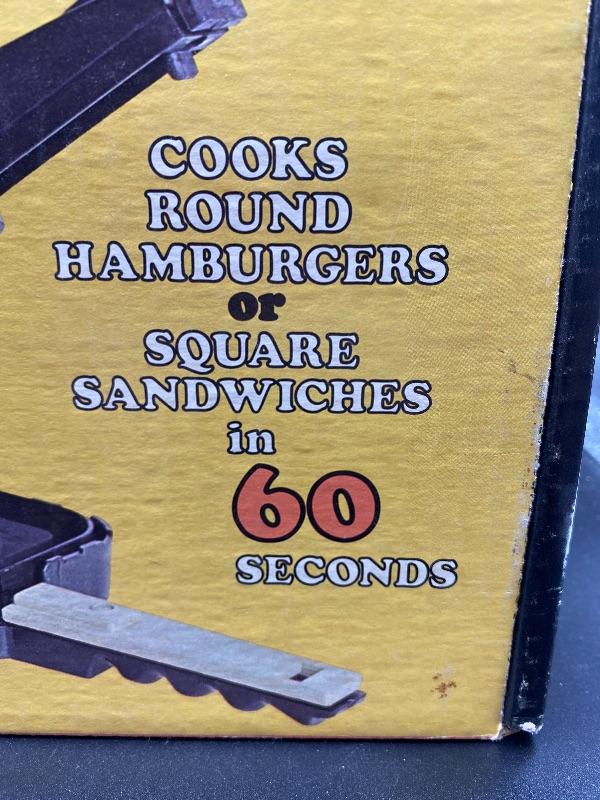 COOKS
ROUND
HAMBURGERS
or
SQUARE
SANDWICHES
in
60
SECONDS